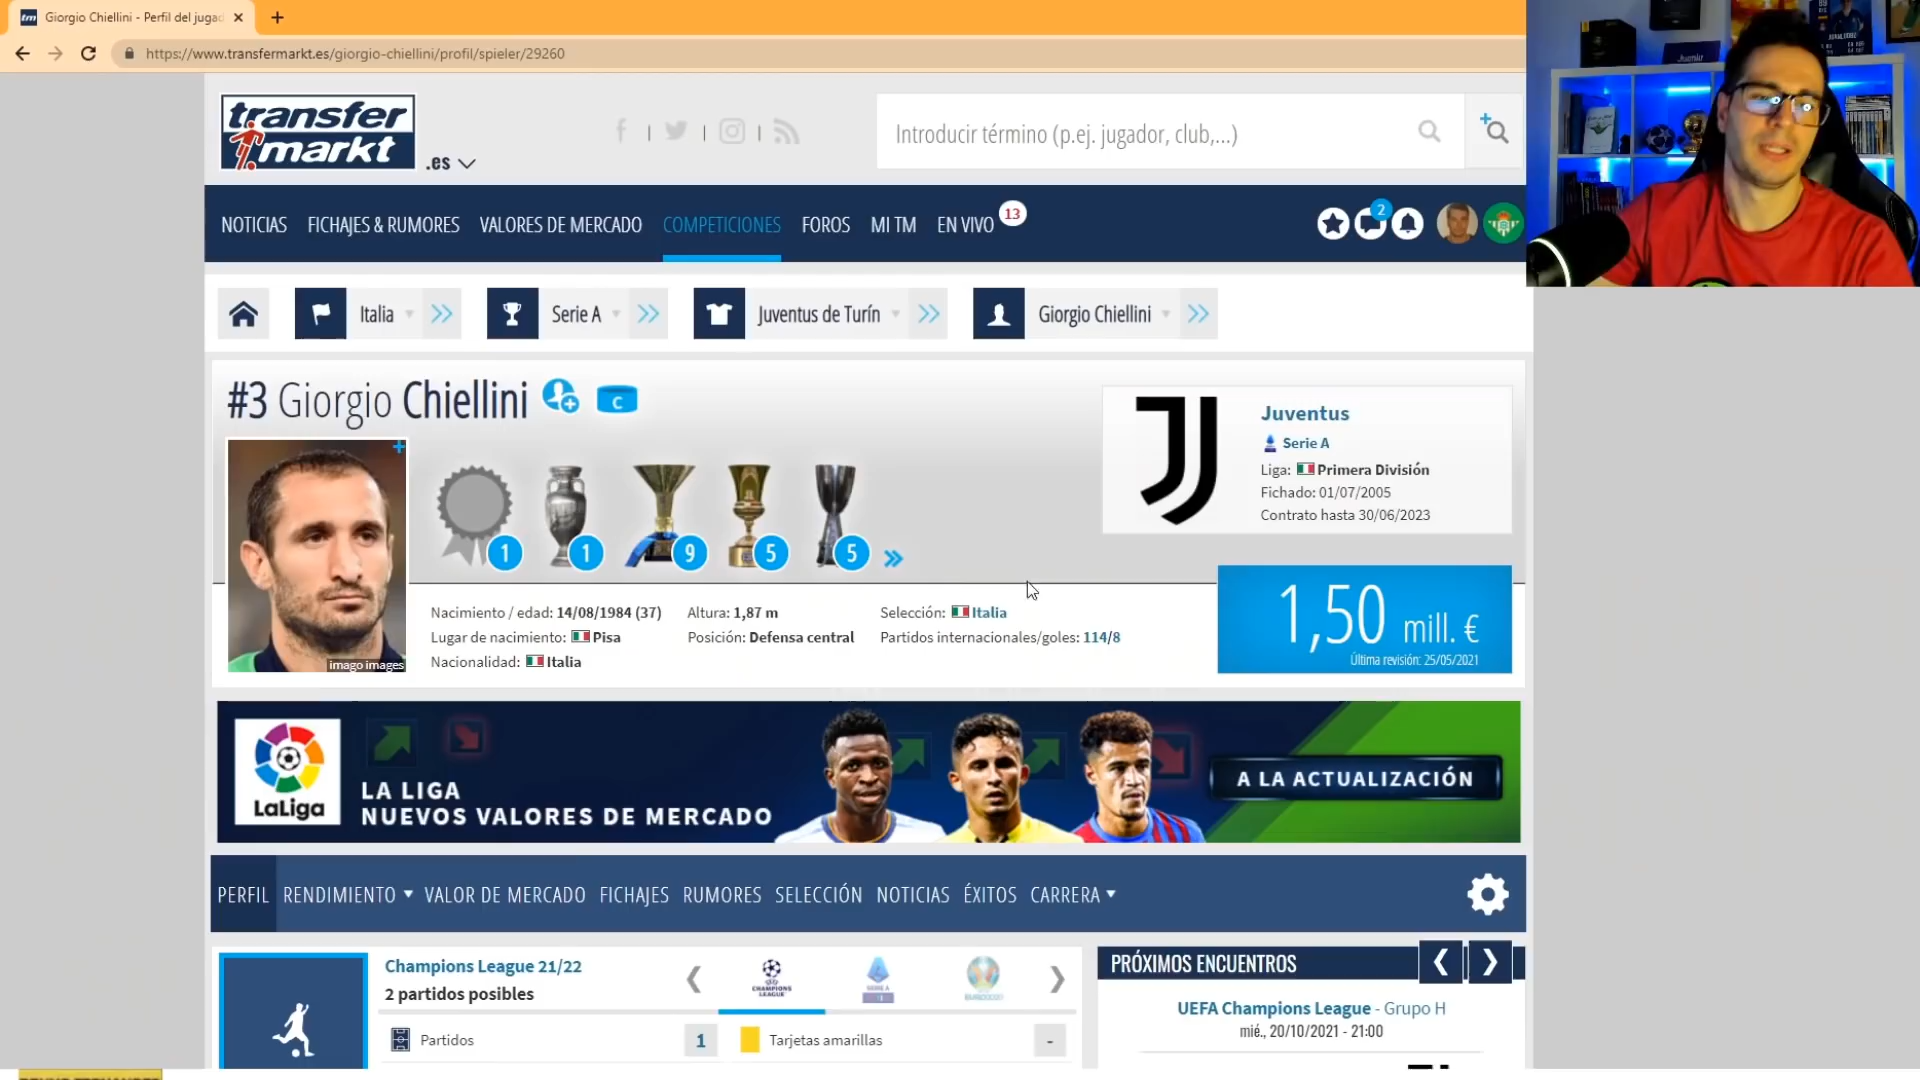 Giorgio Chiellini - Perfil del jugad
https://www.transfermarkt.es/giorgio-chiellini/profil/spieler/29260
transfer
markt
.es
Introducir término (p.ej. jugador, club,...)
NOTICIAS FICHAJES & RUMORES VALORES DE MERCADO COMPETICIONES FOROS MI TM EN VIVO 13
2
Italia Serie A Juventus de Turín Giorgio Chiellini
#3 Giorgio Chiellini C
Juventus
Serie A
Liga: Primera División
Fichado: 01/07/2005
Contrato hasta 30/06/2023
1 1 9 5 5
imago images
Nacimiento / edad: 14/08/1984 (37) Altura: 1,87 m Selección: Italia
Lugar de nacimiento: Pisa Posición: Defensa central Partidos internacionales/goles: 114/8
Nacionalidad: Italia
1,50 mill. €
Última revisión: 25/05/2021
LaLiga
LA LIGA
NUEVOS VALORES DE MERCADO
A LA ACTUALIZACIÓN
PERFIL RENDIMIENTO VALOR DE MERCADO FICHAJES RUMORES SELECCIÓN NOTICIAS ÉXITOS CARRERA
Champions League 21/22
2 partidos posibles
CHAMPIONS LEAGUE
Partidos 1 Tarjetas amarillas -
PRÓXIMOS ENCUENTROS
UEFA Champions League - Grupo H
mié., 20/10/2021 - 21:00